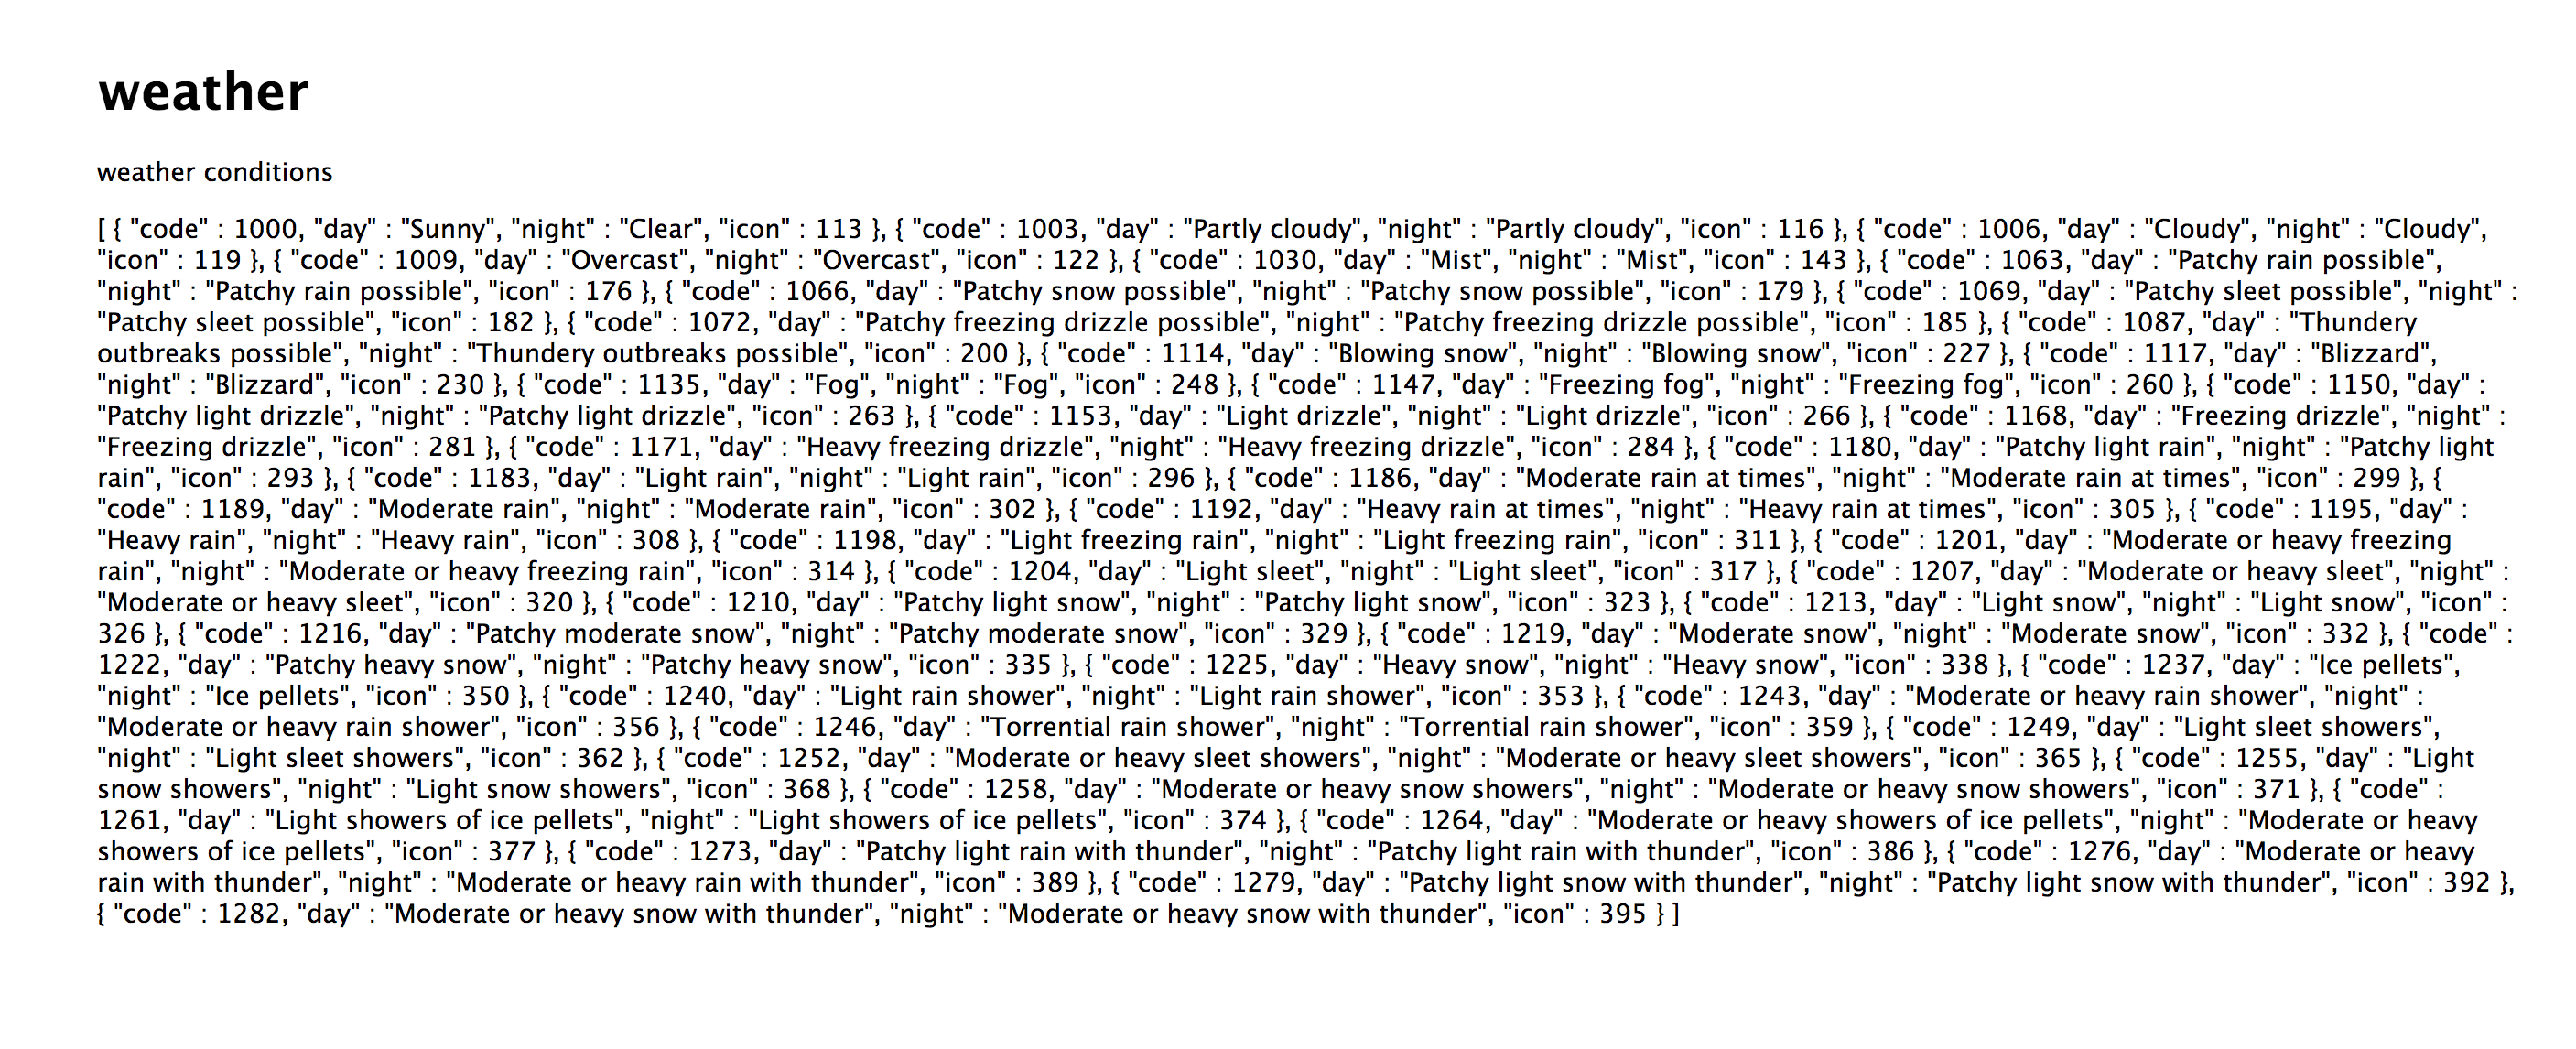 weather
weather conditions
[ { "code" : 1000, "day" : "Sunny", "night" : "Clear", "icon" : 113 }, { "code" : 1003, "day" : "Partly cloudy", "night" : "Partly cloudy", "icon" : 116 }, { "code" : 1006, "day" : "Cloudy", "night" : "Cloudy",
"icon" : 119 }, { "code" : 1009, "day" : "Overcast", "night" : "Overcast", "icon" : 122 }, { "code" : 1030, "day" : "Mist", "night" : "Mist", "icon" : 143 }, { "code" : 1063, "day" : "Patchy rain possible",
"night" : "Patchy rain possible", "icon" : 176 }, { "code" : 1066, "day" : "Patchy snow possible", "night" : "Patchy snow possible", "icon" : 179 }, { "code" : 1069, "day" : "Patchy sleet possible", "night" :
"Patchy sleet possible", "icon" : 182 }, { "code" : 1072, "day" : "Patchy freezing drizzle possible", "night" : "Patchy freezing drizzle possible", "icon" : 185 }, { "code" : 1087, "day" : "Thundery
outbreaks possible", "night" : "Thundery outbreaks possible", "icon" : 200 }, { "code" : 1114, "day" : "Blowing snow", "night" : "Blowing snow", "icon" : 227 }, { "code" : 1117, "day" : "Blizzard",
"night" : "Blizzard", "icon" : 230 }, { "code" : 1135, "day" : "Fog", "night" : "Fog", "icon" : 248 }, { "code" : 1147, "day" : "Freezing fog", "night" : "Freezing fog", "icon" : 260 }, { "code" : 1150, "day" :
"Patchy light drizzle", "night" : "Patchy light drizzle", "icon" : 263 }, { "code" : 1153, "day" : "Light drizzle", "night" : "Light drizzle", "icon" : 266 }, { "code" : 1168, "day" : "Freezing drizzle", "night" :
"Freezing drizzle", "icon" : 281 }, { "code" : 1171, "day" : "Heavy freezing drizzle", "night" : "Heavy freezing drizzle", "icon" : 284 }, { "code" : 1180, "day" : "Patchy light rain", "night" : "Patchy light
rain", "icon" : 293 }, { "code" : 1183, "day" : "Light rain", "night" : "Light rain", "icon" : 296 }, { "code" : 1186, "day" : "Moderate rain at times", "night" : "Moderate rain at times", "icon" : 299 }, {
"code" : 1189, "day" : "Moderate rain", "night" : "Moderate rain", "icon" : 302 }, { "code" : 1192, "day" : "Heavy rain at times", "night" : "Heavy rain at times", "icon" : 305 }, { "code" : 1195, "day" :
"Heavy rain", "night" : "Heavy rain", "icon" : 308 }, { "code" : 1198, "day" : "Light freezing rain", "night" : "Light freezing rain", "icon" : 311 }, { "code" : 1201, "day" : "Moderate or heavy freezing
rain", "night" : "Moderate or heavy freezing rain", "icon" : 314 }, { "code" : 1204, "day" : "Light sleet", "night" : "Light sleet", "icon" : 317 }, { "code" : 1207, "day" : "Moderate or heavy sleet", "night" :
"Moderate or heavy sleet", "icon" : 320 }, { "code" : 1210, "day" : "Patchy light snow", "night" : "Patchy light snow", "icon" : 323 }, { "code" : 1213, "day" : "Light snow", "night" : "Light snow", "icon" :
326 }, { "code" : 1216, "day" : "Patchy moderate snow", "night" : "Patchy moderate snow", "icon" : 329 }, { "code" : 1219, "day" : "Moderate snow", "night" : "Moderate snow", "icon" : 332 }, { "code" :
1222, "day" : "Patchy heavy snow", "night" : "Patchy heavy snow", "icon" : 335 }, { "code" : 1225, "day" : "Heavy snow", "night" : "Heavy snow", "icon" : 338 }, { "code" : 1237, "day" : "Ice pellets",
"night" : "Ice pellets", "icon" : 350 }, { "code" : 1240, "day" : "Light rain shower", "night" : "Light rain shower", "icon" : 353 }, { "code" : 1243, "day" : "Moderate or heavy rain shower", "night" :
"Moderate or heavy rain shower", "icon" : 356 }, { "code" : 1246, "day" : "Torrential rain shower", "night" : "Torrential rain shower", "icon" : 359 }, { "code" : 1249, "day" : "Light sleet showers",
"night" : "Light sleet showers", "icon" : 362 }, { "code" : 1252, "day" : "Moderate or heavy sleet showers", "night" : "Moderate or heavy sleet showers", "icon" : 365 }, { "code" : 1255, "day" : "Light
snow showers", "night" : "Light snow showers", "icon" : 368 }, { "code" : 1258, "day" : "Moderate or heavy snow showers", "night" : "Moderate or heavy snow showers", "icon" : 371 }, { "code" :
1261, "day" : "Light showers of ice pellets", "night" : "Light showers of ice pellets", "icon" : 374 }, { "code" : 1264, "day" : "Moderate or heavy showers of ice pellets", "night" : "Moderate or heavy
showers of ice pellets", "icon" : 377 }, { "code" : 1273, "day" : "Patchy light rain with thunder", "night" : "Patchy light rain with thunder", "icon" : 386 }, { "code" : 1276, "day" : "Moderate or heavy
rain with thunder", "night" : "Moderate or heavy rain with thunder", "icon" : 389 }, { "code" : 1279, "day" : "Patchy light snow with thunder", "night" : "Patchy light snow with thunder", "icon" : 392 },
{ "code" : 1282, "day" : "Moderate or heavy snow with thunder", "night" : "Moderate or heavy snow with thunder", "icon" : 395 } ]